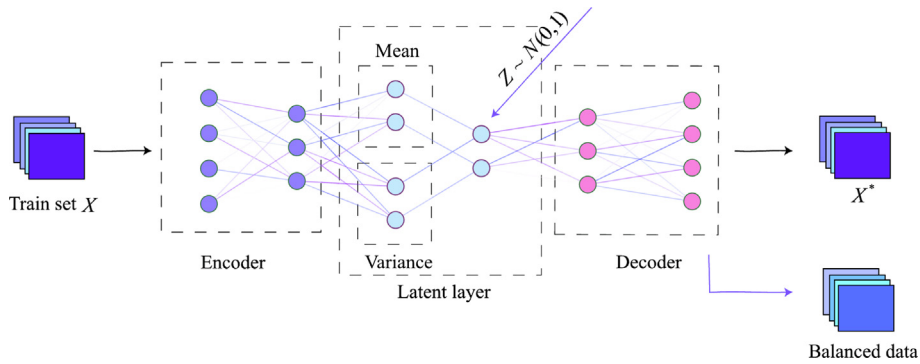 Mean
Z ~ N(0,1)
Train set X
X*
Encoder
Variance
Decoder
Latent layer
Balanced data